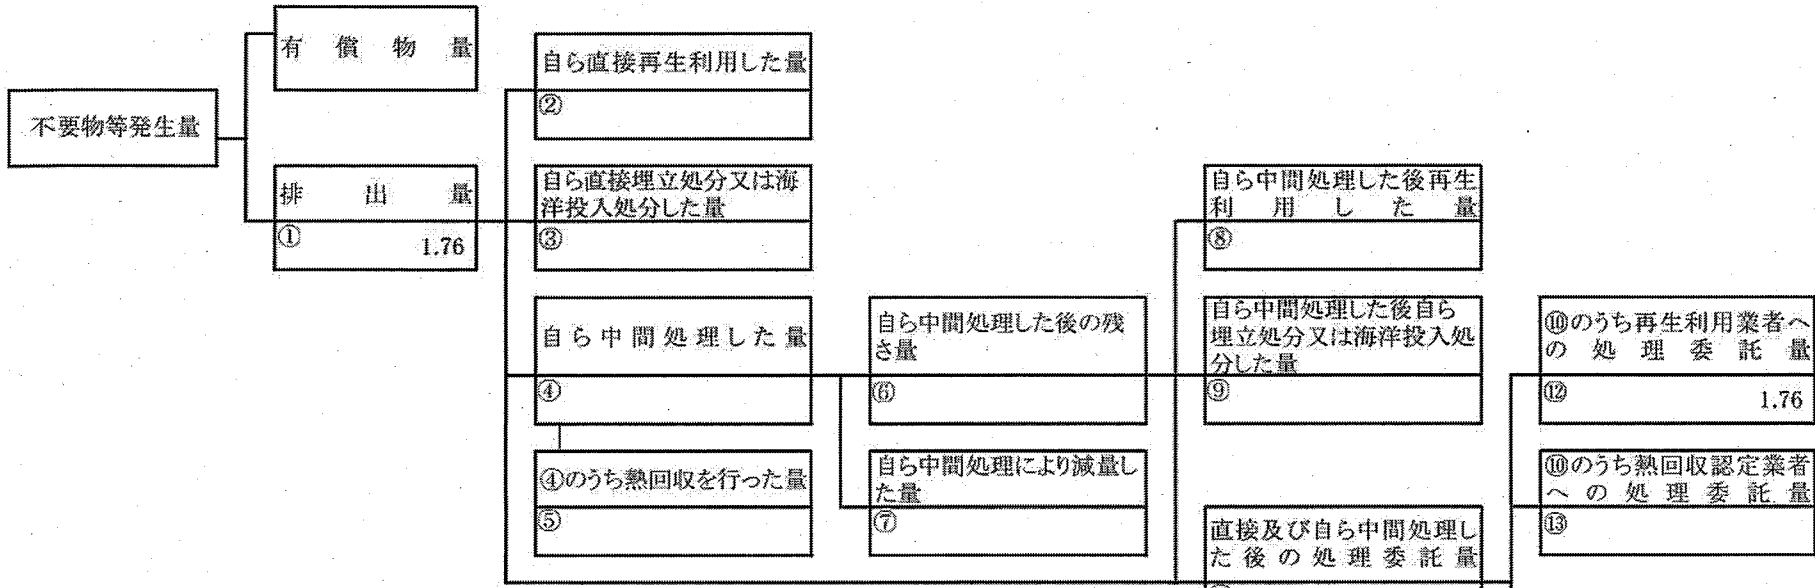 不要物等発生量
有償物量
排出量
①
1.76
自ら直接再生利用した量
②
自ら直接埋立処分又は海
洋投入処分した量
③
自ら中間処理した量
④
④のうち熱回収を行った量
⑤
自ら中間処理した後の残
さ量
⑥
自ら中間処理により減量し
た量
⑦
自ら中間処理した後再生
利用した量
⑧
自ら中間処理した後自ら
埋立処分又は海洋投入処
分した量
⑨
直接及び自ら中間処理し
た後の処理委託量
⑩のうち再生利用業者へ
の処理委託量
⑫
1.76
⑩のうち熱回収認定業者
への処理委託量
⑬